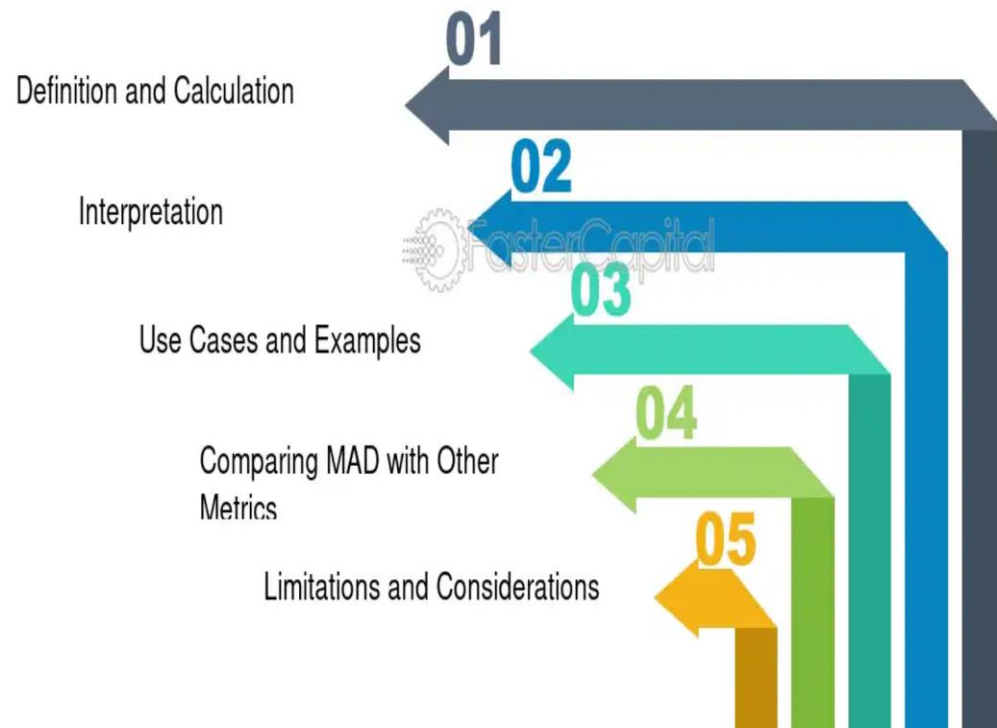 01
Definition and Calculation
02
Interpretation
FasterCapital
03
Use Cases and Examples
04
Comparing MAD with Other
Metrics
05
Limitations and Considerations